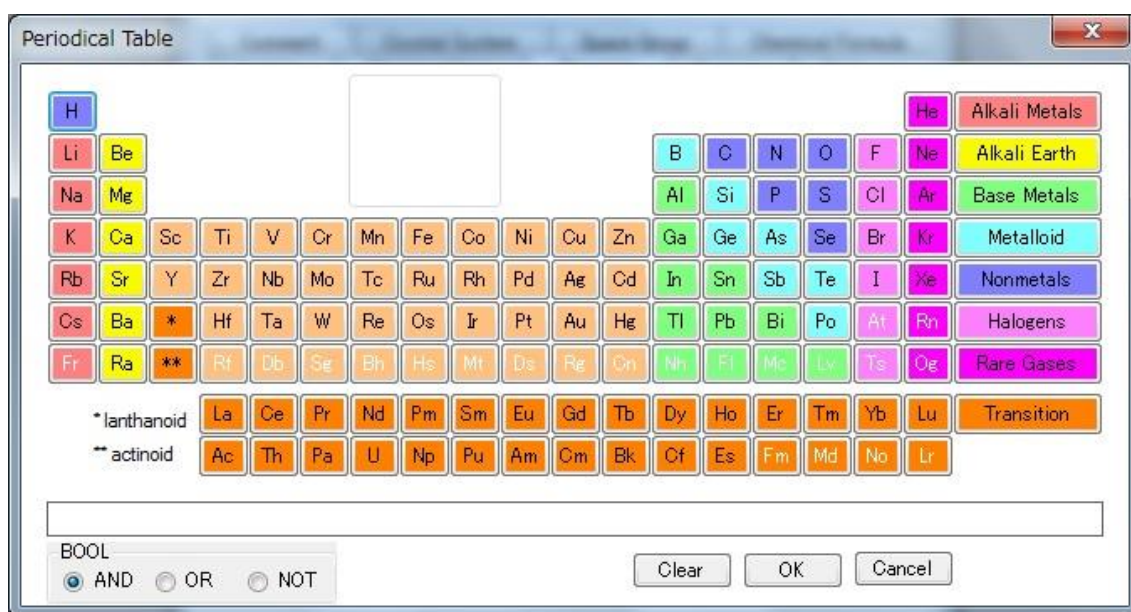 Periodical Table
H He Alkali Metals
Li Be B C N O F Ne Alkali Earth
Na Mg Al Si P S Cl Ar Base Metals
K Ca Sc Ti V Cr Mn Fe Co Ni Cu Zn Ga Ge As Se Br Kr Metalloid
Rb Sr Y Zr Nb Mo Tc Ru Rh Pd Ag Cd In Sn Sb Te I Xe Nonmetals
Cs Ba * Hf Ta W Re Os Ir Pt Au Hg Tl Pb Bi Po At Rn Halogens
Fr Ra ** Rf Db Sg Bh Hs Mt Ds Rg Cn Nh Fl Mc Lv Ts Og Rare Gases
* lanthanoid La Ce Pr Nd Pm Sm Eu Gd Tb Dy Ho Er Tm Yb Lu Transition
** actinoid Ac Th Pa U Np Pu Am Cm Bk Cf Es Fm Md No Lr
BOOL
AND OR NOT Clear OK Cancel